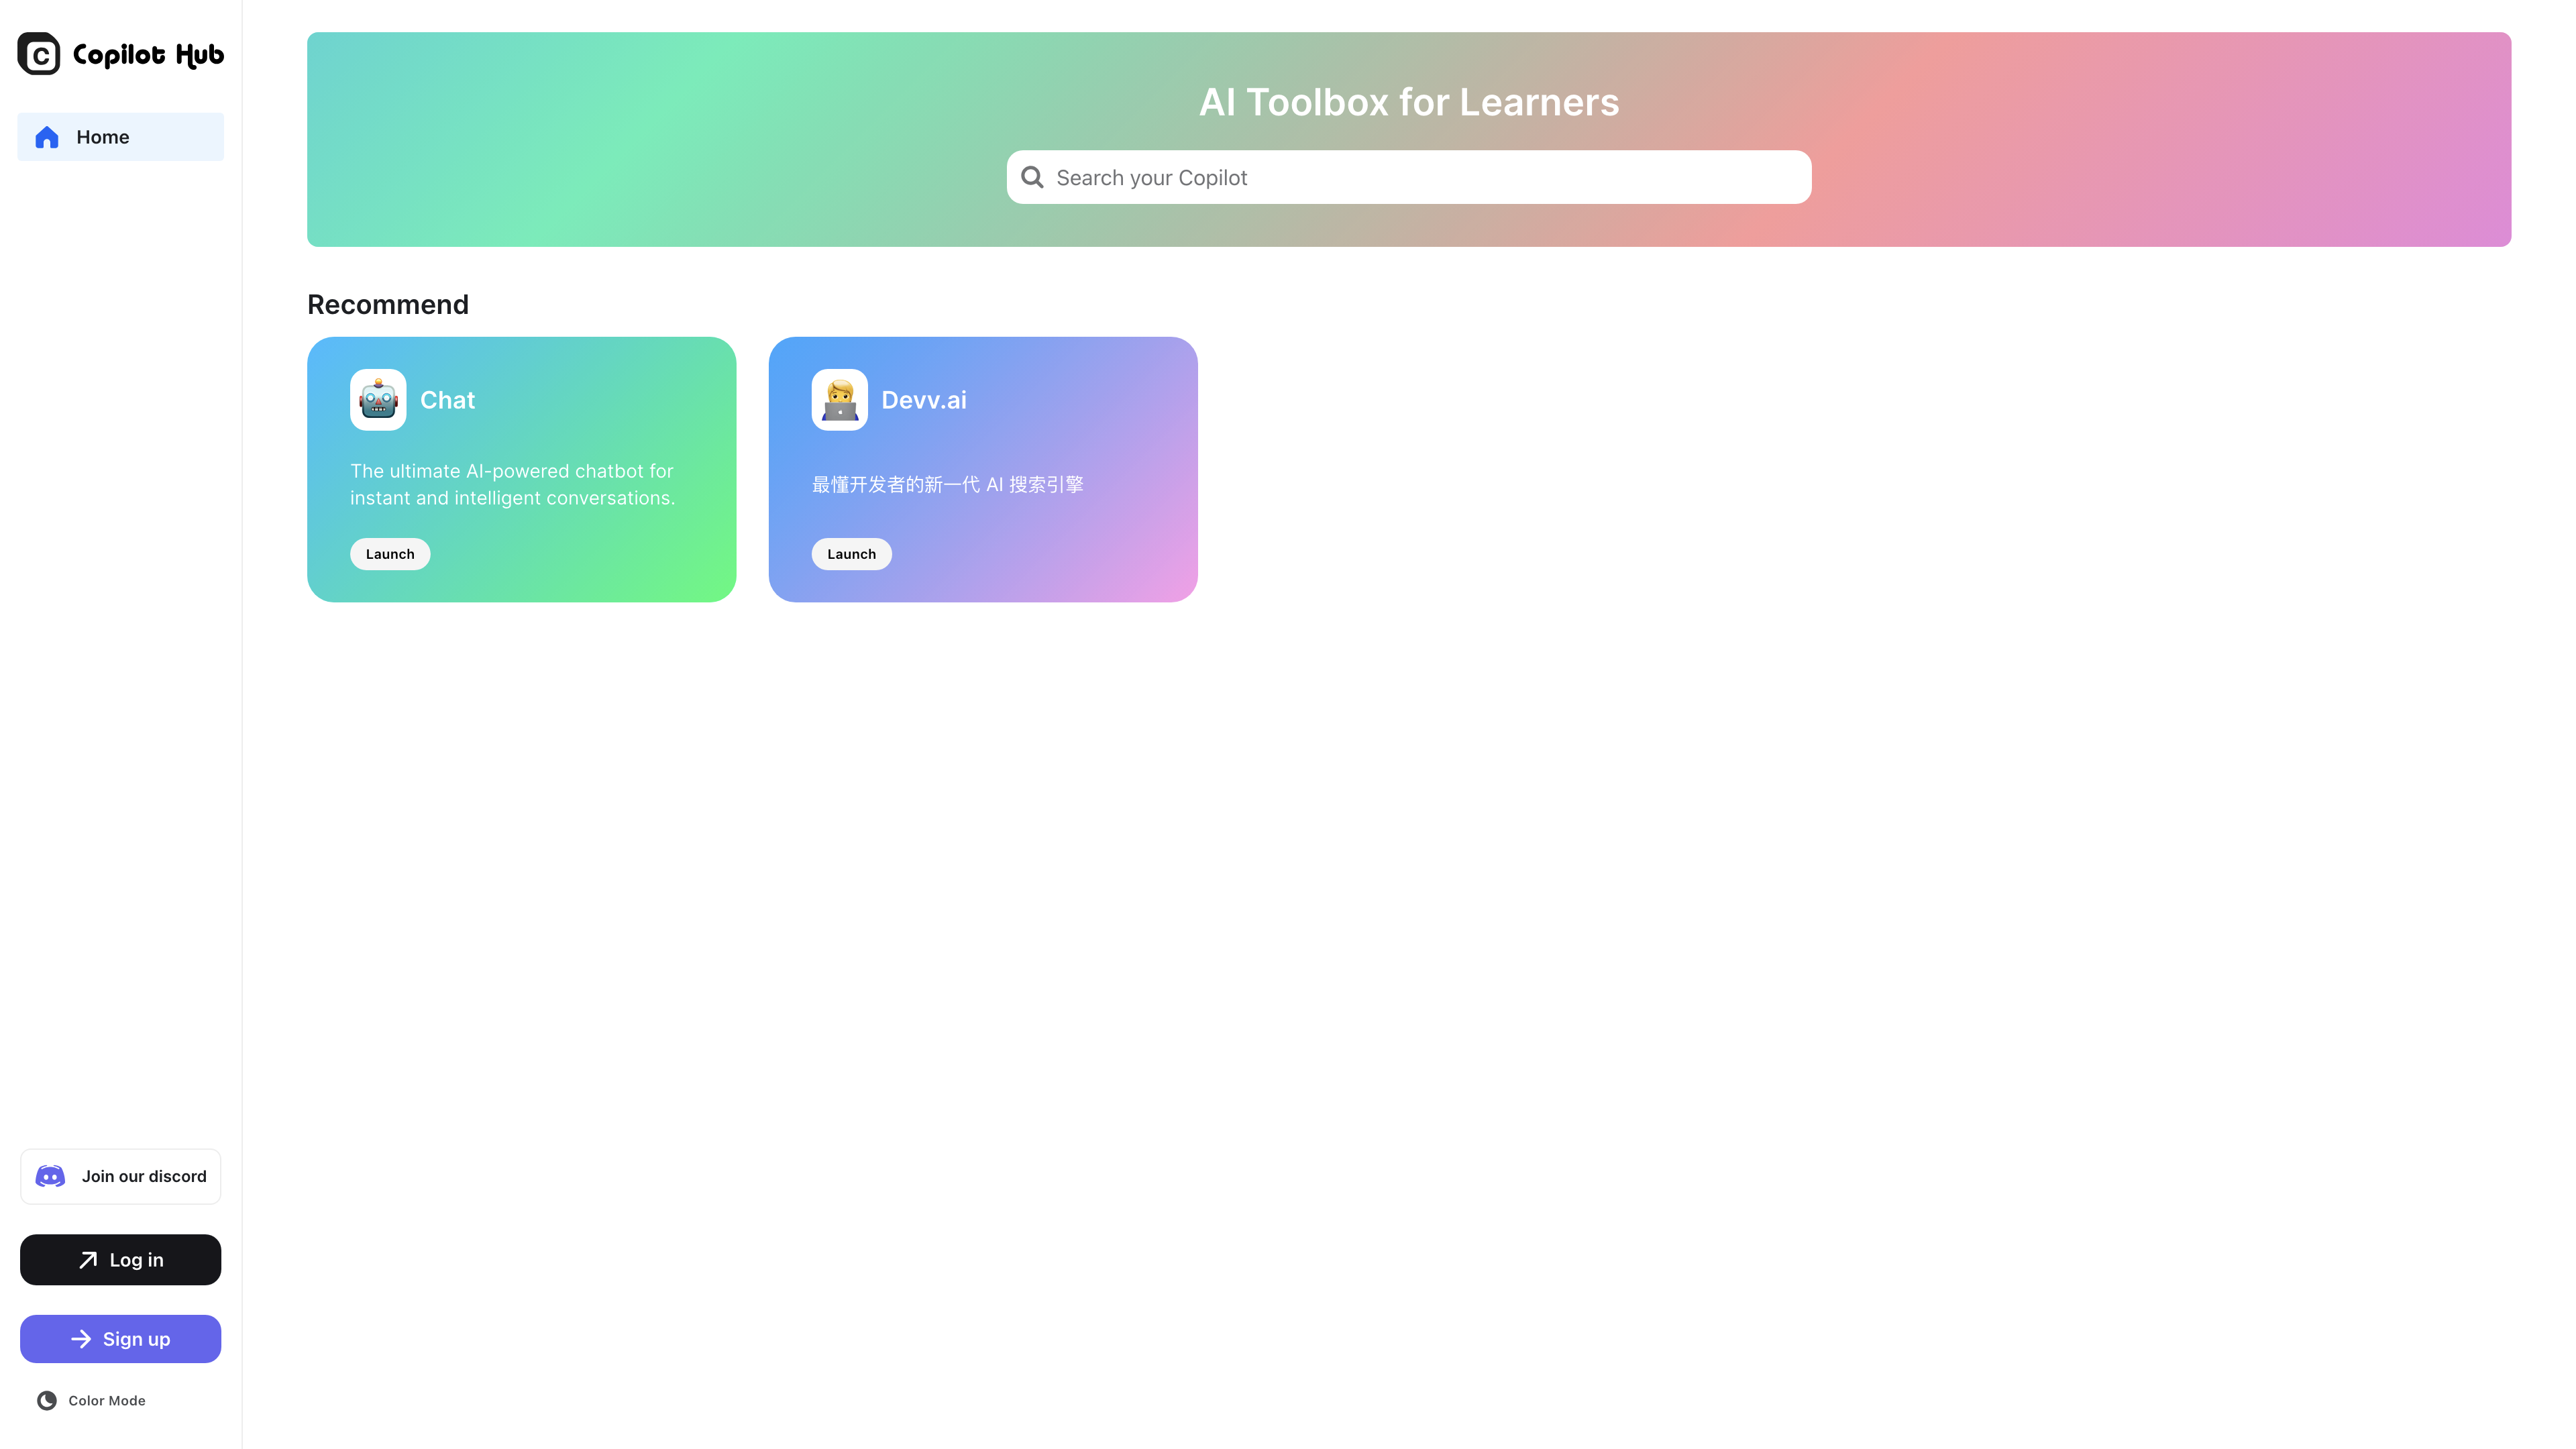 Copilot Hub
Home
AI Toolbox for Learners
Search your Copilot
Recommend
Chat
The ultimate AI-powered chatbot for
instant and intelligent conversations.
Launch
Devv.ai
最懂开发者的新一代 AI 搜索引擎
Launch
Join our discord
Log in
Sign up
Color Mode